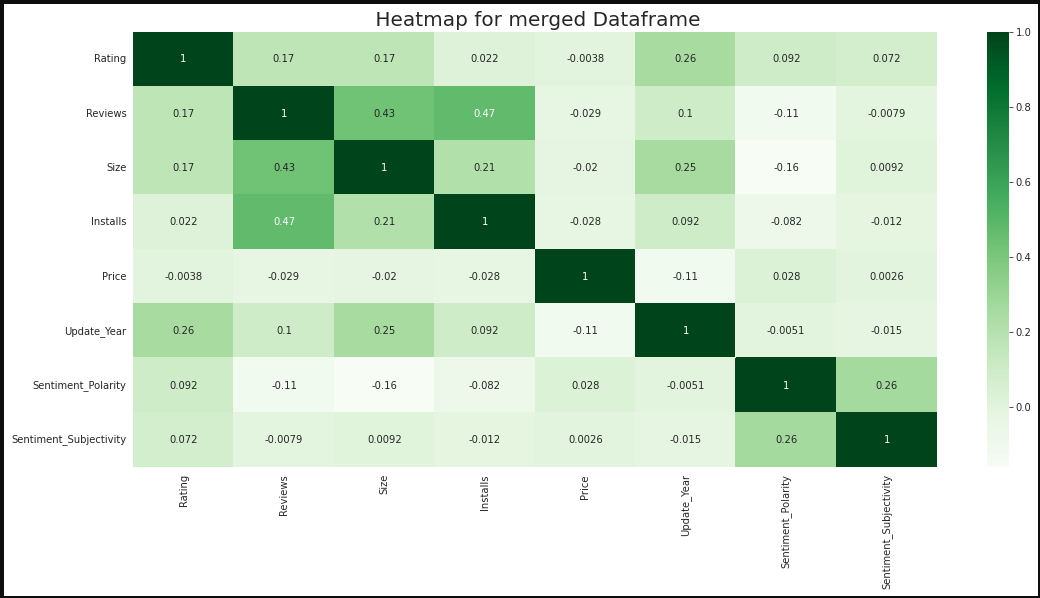 Heatmap for merged Dataframe
Rating 1 0.17 0.17 0.022 -0.0038 0.26 0.092 0.072
Reviews 0.17 1 0.43 0.47 -0.029 0.1 -0.11 -0.0079
Size 0.17 0.43 1 0.21 -0.02 0.25 -0.16 0.0092
Installs 0.022 0.47 0.21 1 -0.028 0.092 -0.082 -0.012
Price -0.0038 -0.029 -0.02 -0.028 1 -0.11 0.028 0.0026
Update_Year 0.26 0.1 0.25 0.092 -0.11 1 -0.0051 -0.015
Sentiment_Polarity 0.092 -0.11 -0.16 -0.082 0.028 -0.0051 1 0.26
Sentiment_Subjectivity 0.072 -0.0079 0.0092 -0.012 0.0026 -0.015 0.26 1
Rating
Reviews
Size
Installs
Price
Update_Year
Sentiment_Polarity
Sentiment_Subjectivity
1.0
0.8
0.6
0.4
0.2
0.0